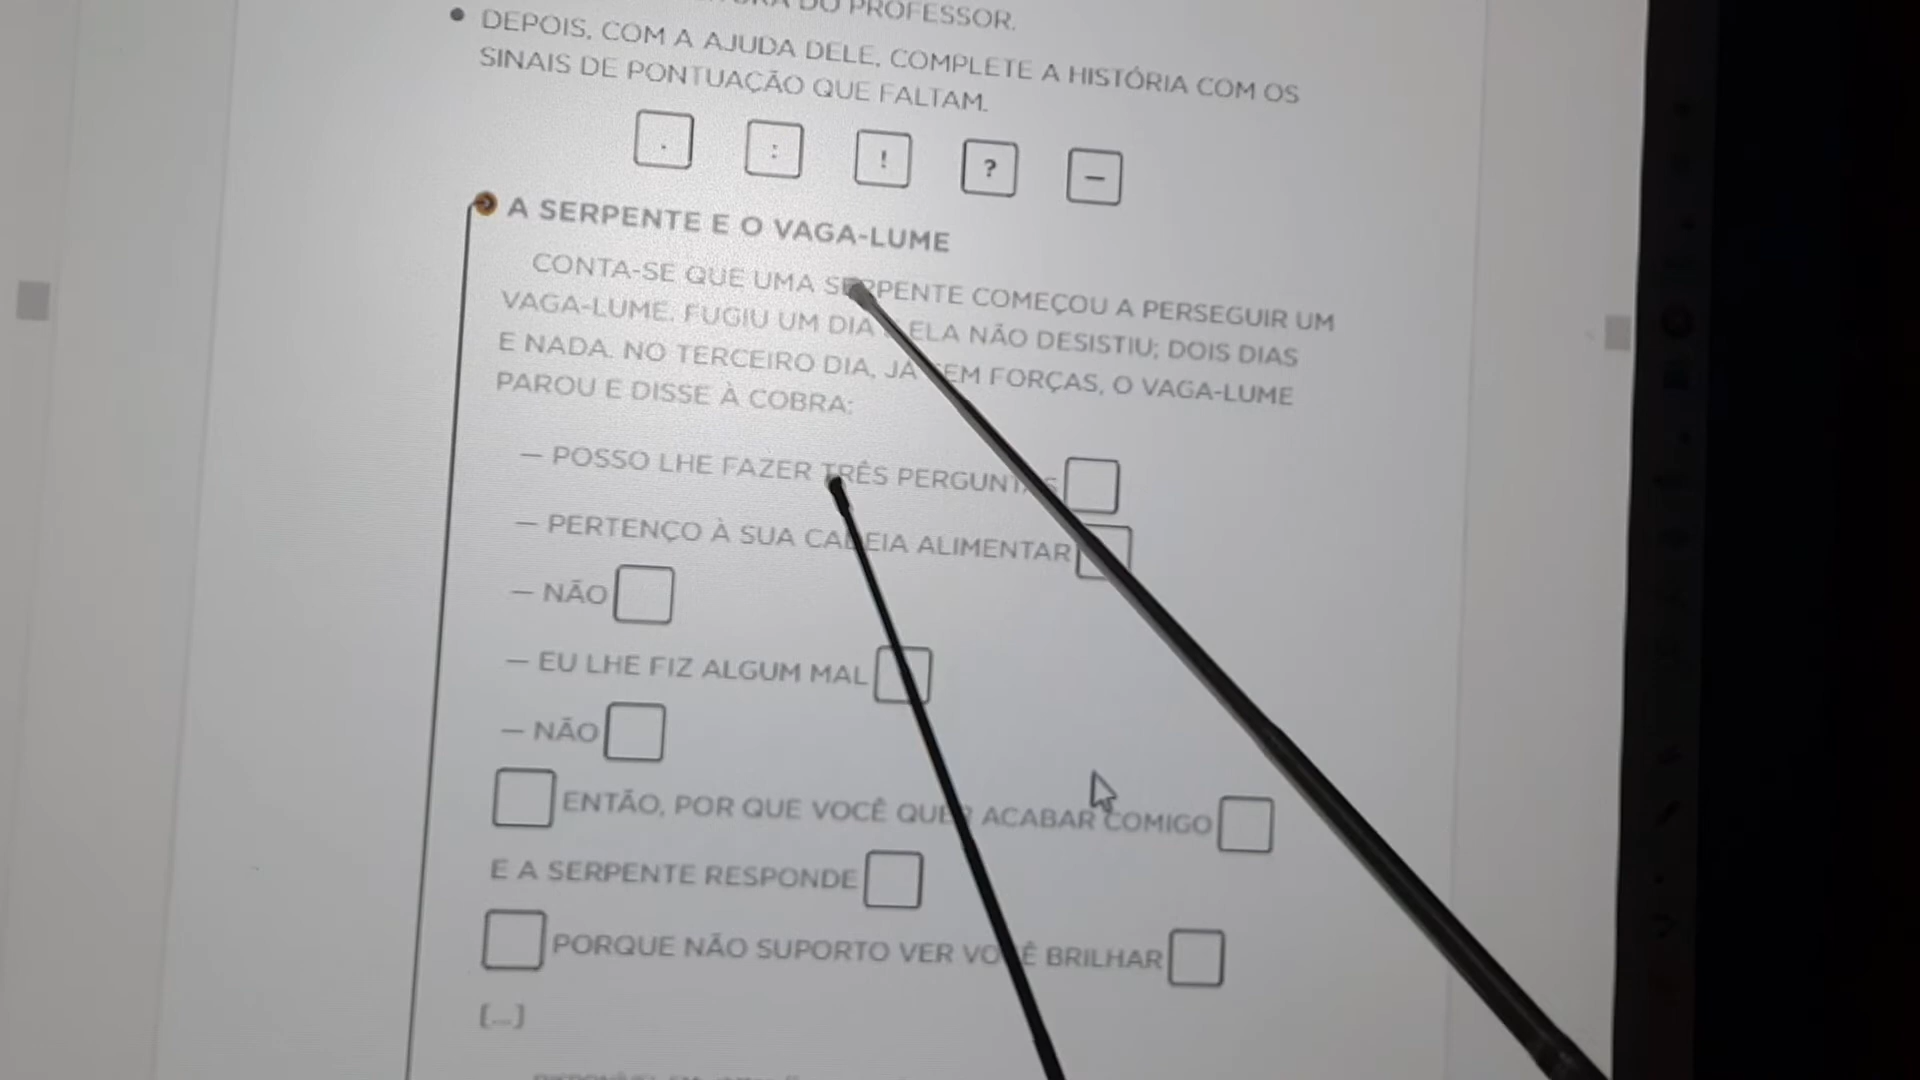 DO PROFESSOR.
• DEPOIS, COM A AJUDA DELE, COMPLETE A HISTÓRIA COM OS
SINAIS DE PONTUAÇÃO QUE FALTAM.
. : ! ? —
A SERPENTE E O VAGA-LUME
CONTA-SE QUE UMA SERPENTE COMEÇOU A PERSEGUIR UM
VAGA-LUME. FUGIU UM DIA ELA NÃO DESISTIU; DOIS DIAS
E NADA. NO TERCEIRO DIA, JÁ SEM FORÇAS, O VAGA-LUME
PAROU E DISSE À COBRA:
— POSSO LHE FAZER TRÊS PERGUNTAS
— PERTENÇO À SUA CADEIA ALIMENTAR
— NÃO
— EU LHE FIZ ALGUM MAL
— NÃO
ENTÃO, POR QUE VOCÊ QUER ACABAR COMIGO
E A SERPENTE RESPONDE
PORQUE NÃO SUPORTO VER VOCÊ BRILHAR
[...]